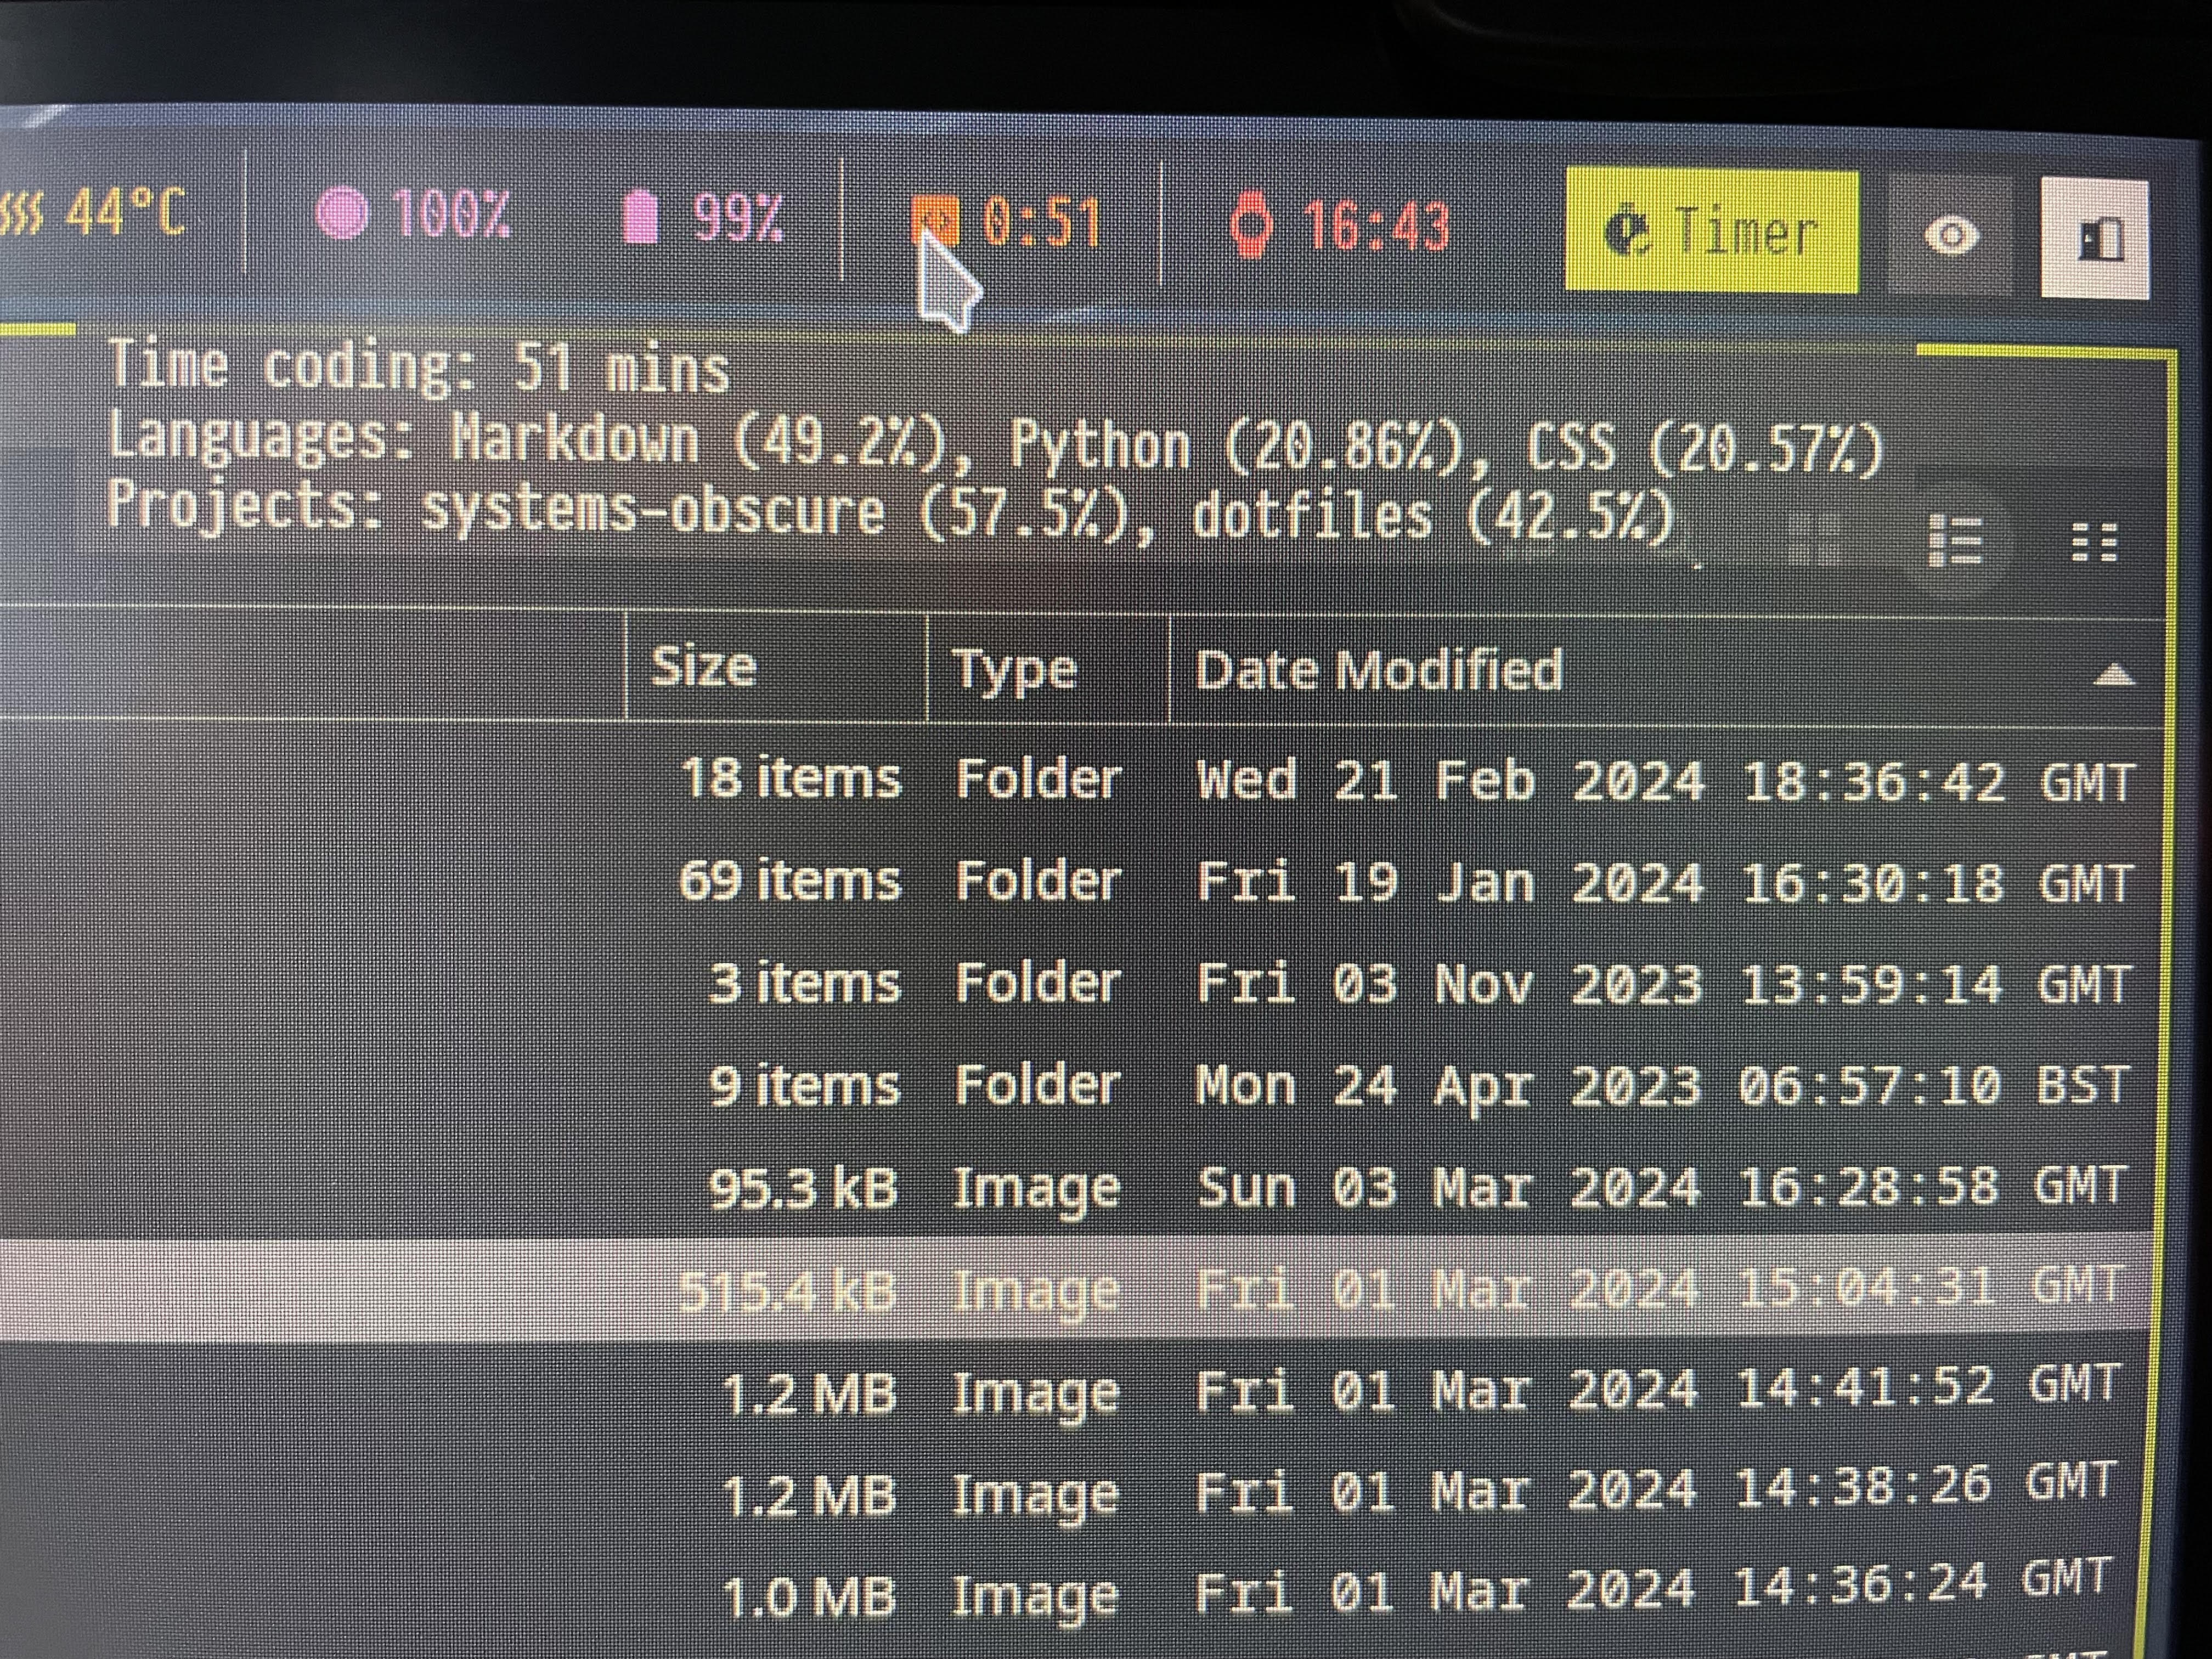 44°C 100% 99% 0:51 16:43 Timer
Time coding: 51 mins
Languages: Markdown (49.2%), Python (20.86%), CSS (20.57%)
Projects: systems-obscure (57.5%), dotfiles (42.5%)
Size Type Date Modified
18 items Folder Wed 21 Feb 2024 18:36:42 GMT
69 items Folder Fri 19 Jan 2024 16:30:18 GMT
3 items Folder Fri 03 Nov 2023 13:59:14 GMT
9 items Folder Mon 24 Apr 2023 06:57:10 BST
95.3 kB Image Sun 03 Mar 2024 16:28:58 GMT
515.4 kB Image Fri 01 Mar 2024 15:04:31 GMT
1.2 MB Image Fri 01 Mar 2024 14:41:52 GMT
1.2 MB Image Fri 01 Mar 2024 14:38:26 GMT
1.0 MB Image Fri 01 Mar 2024 14:36:24 GMT